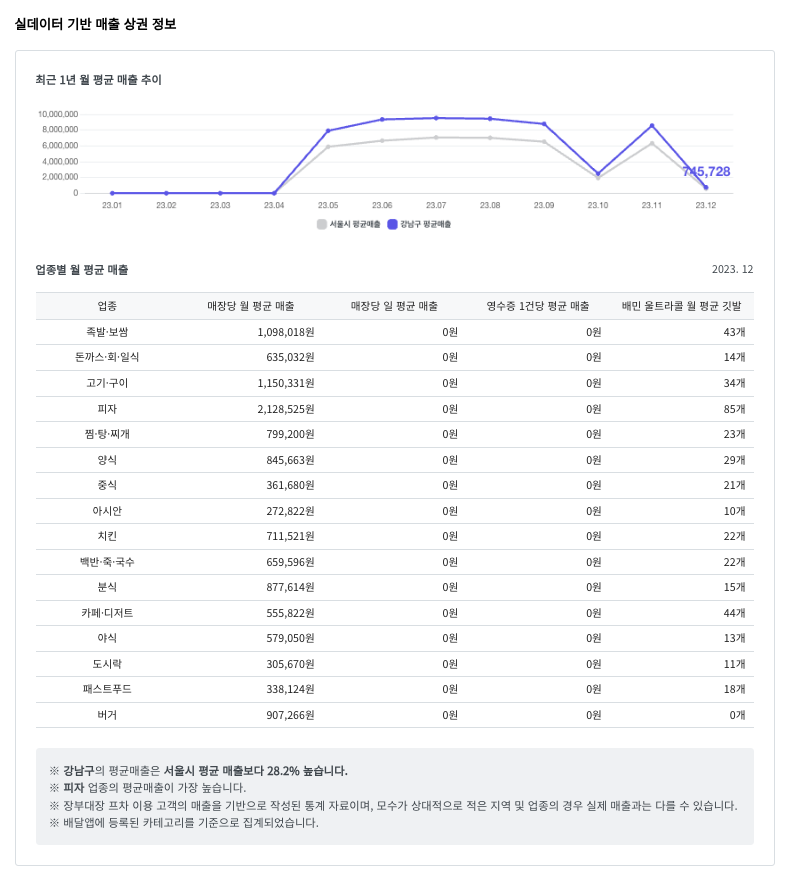 실데이터 기반 매출 상권 정보
최근 1년 월 평균 매출 추이
10,000,000
8,000,000
6,000,000
4,000,000
2,000,000
0
745,728
23.01 23.02 23.03 23.04 23.05 23.06 23.07 23.08 23.09 23.10 23.11 23.12
서울시 평균매출 강남구 평균매출
업종별 월 평균 매출 2023. 12
업종 매장당 월 평균 매출 매장당 일 평균 매출 영수증 1건당 평균 매출 배민 울트라콜 월 평균 깃발
족발·보쌈 1,098,018원 0원 0원 43개
돈까스·회·일식 635,032원 0원 0원 14개
고기·구이 1,150,331원 0원 0원 34개
피자 2,128,525원 0원 0원 85개
찜·탕·찌개 799,200원 0원 0원 23개
양식 845,663원 0원 0원 29개
중식 361,680원 0원 0원 21개
아시안 272,822원 0원 0원 10개
치킨 711,521원 0원 0원 22개
백반·죽·국수 659,596원 0원 0원 22개
분식 877,614원 0원 0원 15개
카페·디저트 555,822원 0원 0원 44개
야식 579,050원 0원 0원 13개
도시락 305,670원 0원 0원 11개
패스트푸드 338,124원 0원 0원 18개
버거 907,266원 0원 0원 0개
※ 강남구의 평균매출은 서울시 평균 매출보다 28.2% 높습니다.
※ 피자 업종의 평균매출이 가장 높습니다.
※ 장부대장 프차 이용 고객의 매출을 기반으로 작성된 통계 자료이며, 모수가 상대적으로 적은 지역 및 업종의 경우 실제 매출과는 다를 수 있습니다.
※ 배달앱에 등록된 카테고리를 기준으로 집계되었습니다.